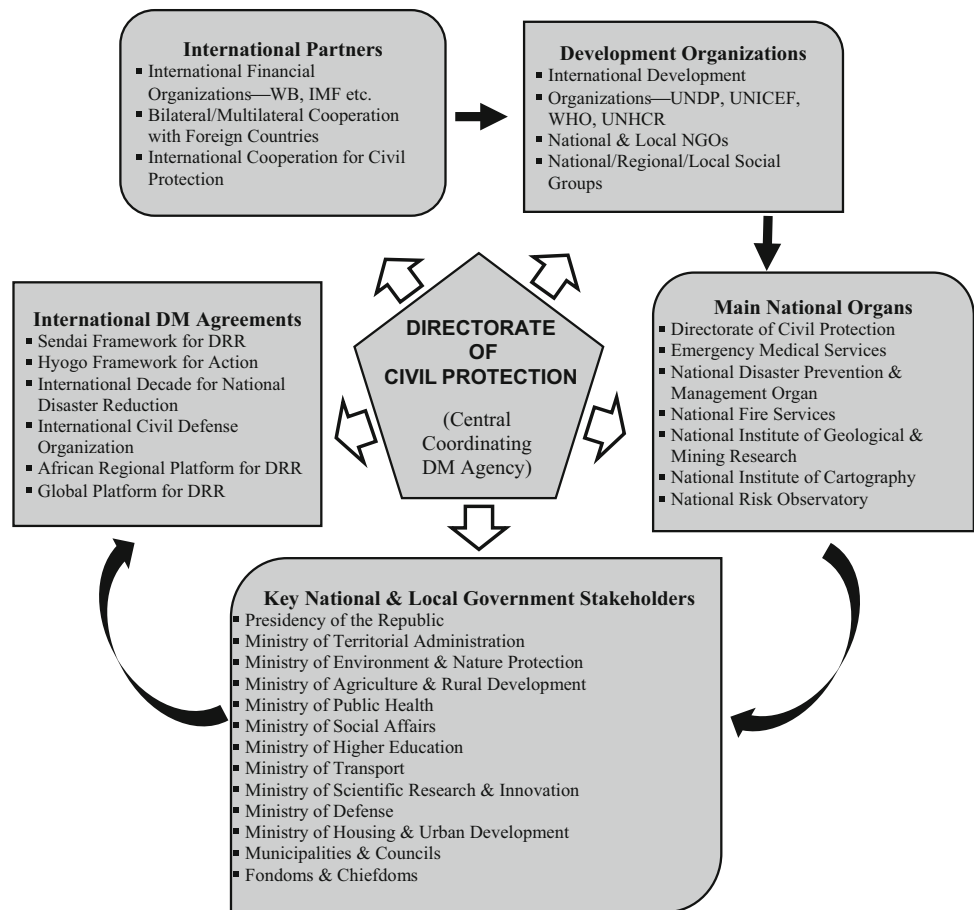 International Partners
▪ International Financial
Organizations—WB, IMF etc.
▪ Bilateral/Multilateral Cooperation
with Foreign Countries
▪ International Cooperation for Civil
Protection
Development Organizations
▪ International Development
▪ Organizations—UNDP, UNICEF,
WHO, UNHCR
▪ National & Local NGOs
▪ National/Regional/Local Social
Groups
International DM Agreements
▪ Sendai Framework for DRR
▪ Hyogo Framework for Action
▪ International Decade for National
Disaster Reduction
▪ International Civil Defense
Organization
▪ African Regional Platform for DRR
▪ Global Platform for DRR
DIRECTORATE
OF
CIVIL PROTECTION
(Central
Coordinating
DM Agency)
Main National Organs
▪ Directorate of Civil Protection
▪ Emergency Medical Services
▪ National Disaster Prevention &
Management Organ
▪ National Fire Services
▪ National Institute of Geological &
Mining Research
▪ National Institute of Cartography
▪ National Risk Observatory
Key National & Local Government Stakeholders
▪ Presidency of the Republic
▪ Ministry of Territorial Administration
▪ Ministry of Environment & Nature Protection
▪ Ministry of Agriculture & Rural Development
▪ Ministry of Public Health
▪ Ministry of Social Affairs
▪ Ministry of Higher Education
▪ Ministry of Transport
▪ Ministry of Scientific Research & Innovation
▪ Ministry of Defense
▪ Ministry of Housing & Urban Development
▪ Municipalities & Councils
▪ Fondoms & Chiefdoms